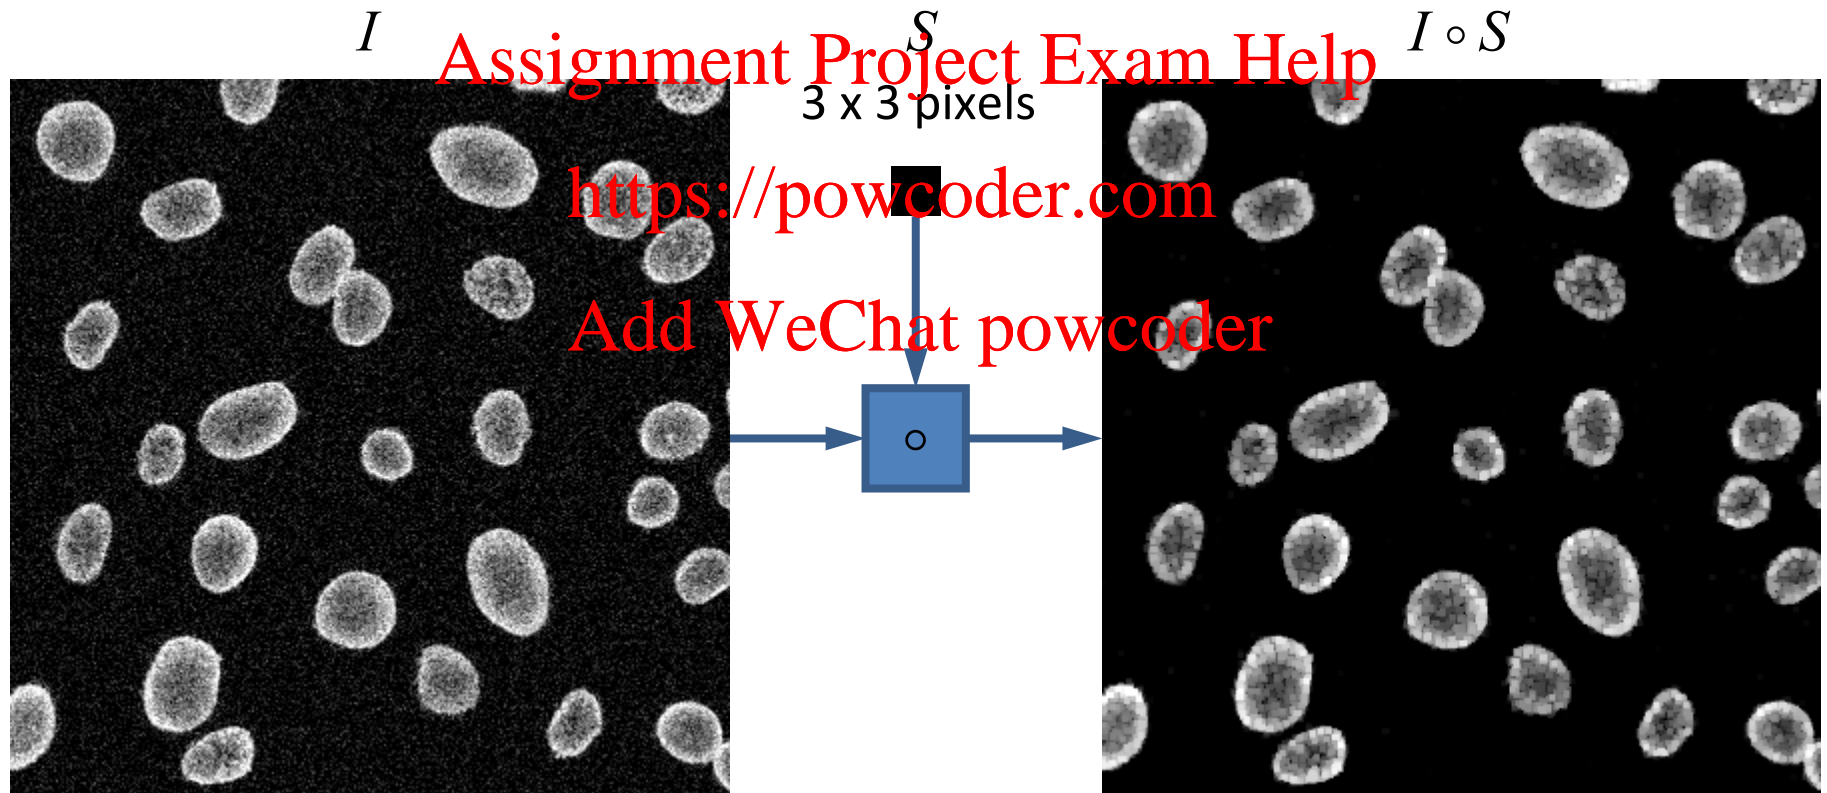 I S I ∘ S
Assignment Project Exam Help
3 x 3 pixels
https://powcoder.com
Add WeChat powcoder
∘